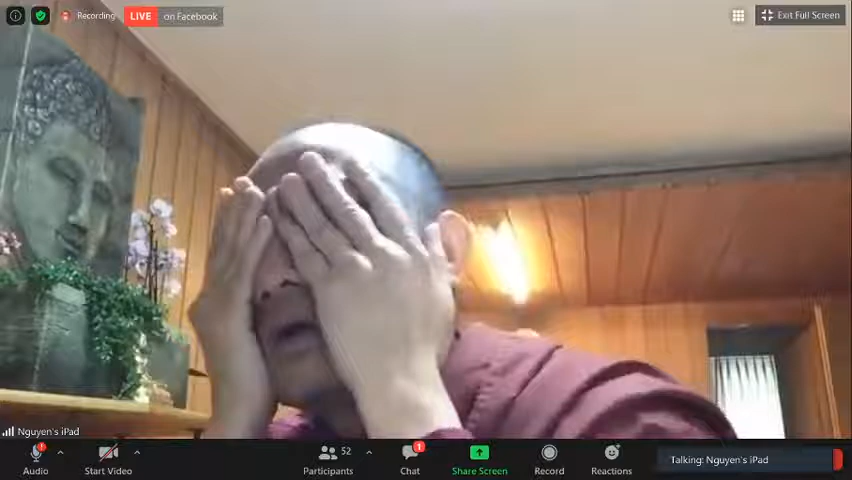 Recording LIVE on Facebook
Exit Full Screen
Nguyen's iPad
Audio
Start Video
Participants 52
Chat 1
Share Screen
Record
Reactions
Talking: Nguyen's iPad